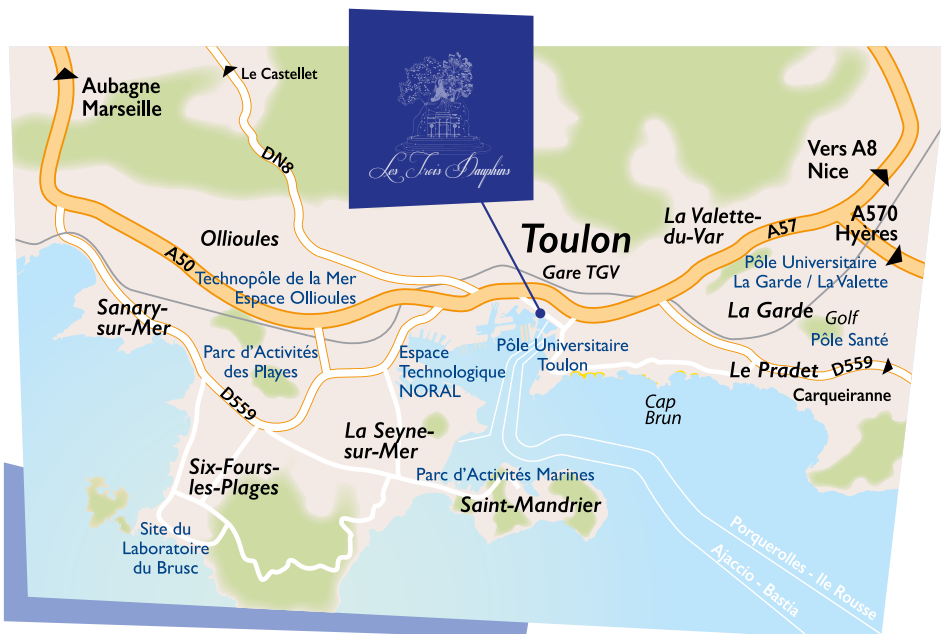 Aubagne
Marseille
Le Castellet
DN8
Les Trois Dauphins
Vers A8
Nice
A570
Hyères
La Valette-
du-Var
A57
Toulon
Gare TGV
Ollioules
A50
Technopôle de la Mer
Espace Ollioules
Pôle Universitaire
La Garde / La Valette
Sanary-
sur-Mer
La Garde
Golf
Pôle Santé
Parc d'Activités
des Playes
Espace
Technologique
NORAL
Pôle Universitaire
Toulon
Le Pradet
D559
Carqueiranne
D559
Cap
Brun
La Seyne-
sur-Mer
Six-Fours-
les-Plages
Parc d'Activités Marines
Saint-Mandrier
Site du
Laboratoire
du Brusc
Porquerolles - Ile Rousse
Ajaccio - Bastia